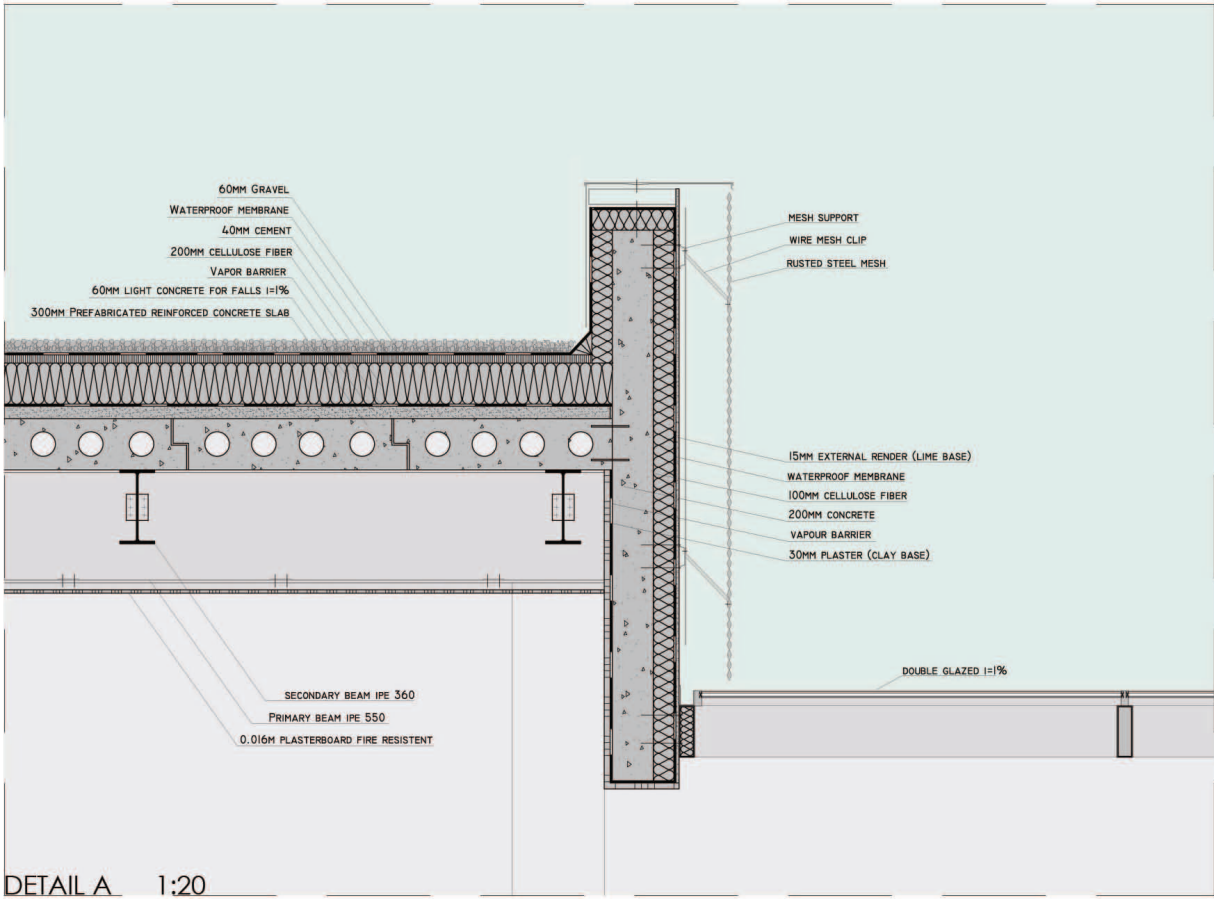 60MM GRAVEL
WATERPROOF MEMBRANE
40MM CEMENT
200MM CELLULOSE FIBER
VAPOR BARRIER
60MM LIGHT CONCRETE FOR FALLS I=1%
300MM PREFABRICATED REINFORCED CONCRETE SLAB
MESH SUPPORT
WIRE MESH CLIP
RUSTED STEEL MESH
15MM EXTERNAL RENDER (LIME BASE)
WATERPROOF MEMBRANE
100MM CELLULOSE FIBER
200MM CONCRETE
VAPOUR BARRIER
30MM PLASTER (CLAY BASE)
DOUBLE GLAZED I=1%
SECONDARY BEAM IPE 360
PRIMARY BEAM IPE 550
0.016M PLASTERBOARD FIRE RESISTENT
DETAIL A 1:20